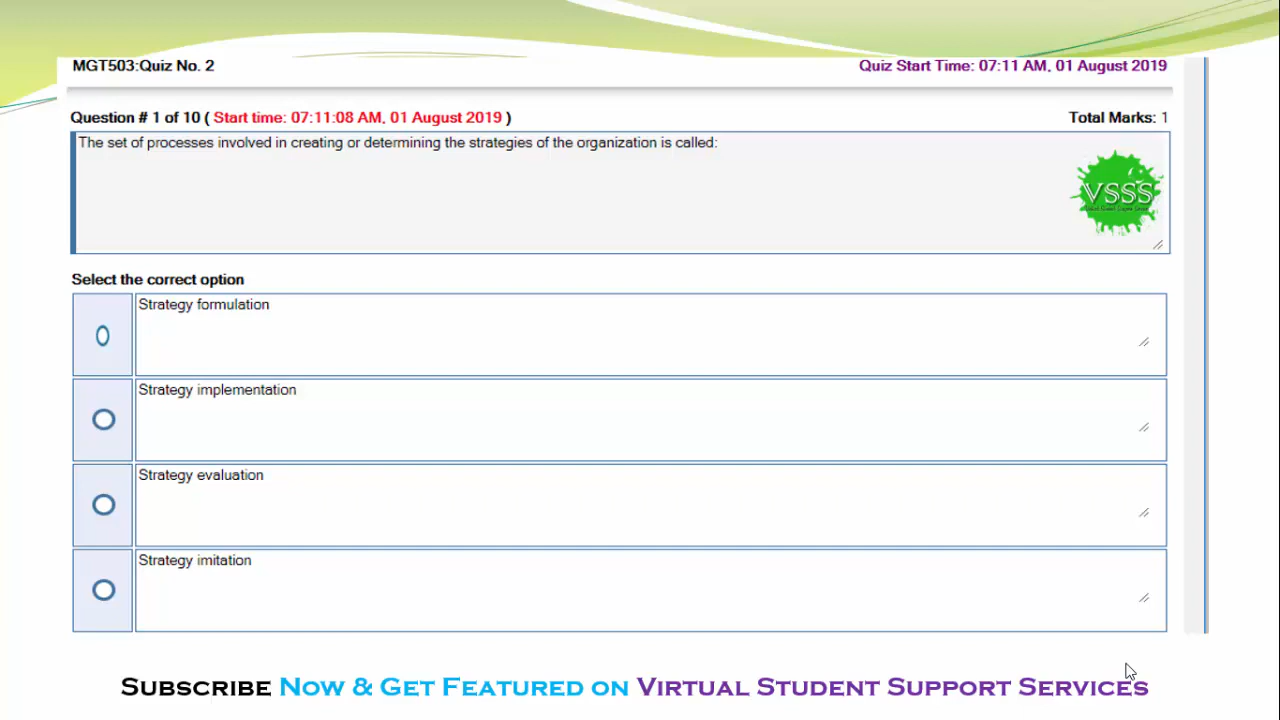 MGT503:Quiz No. 2
Quiz Start Time: 07:11 AM, 01 August 2019
Question # 1 of 10 ( Start time: 07:11:08 AM, 01 August 2019 )
Total Marks: 1
The set of processes involved in creating or determining the strategies of the organization is called:
VSSS
Select the correct option
Strategy formulation
Strategy implementation
Strategy evaluation
Strategy imitation
Subscribe Now & Get Featured on Virtual Student Support Services